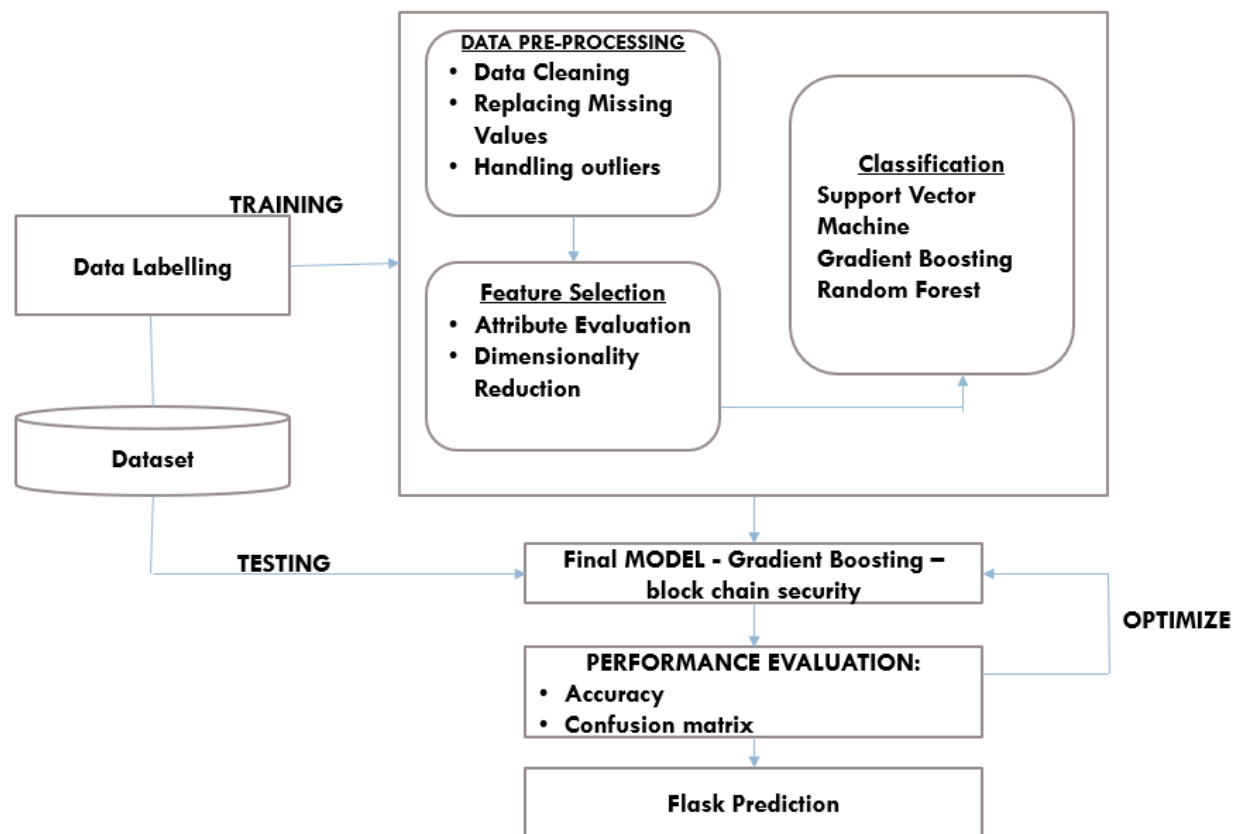 DATA PRE-PROCESSING
• Data Cleaning
• Replacing Missing
Values
• Handling outliers
Classification
Support Vector
Machine
Gradient Boosting
Random Forest
TRAINING
Data Labelling
Feature Selection
• Attribute Evaluation
• Dimensionality
Reduction
Dataset
TESTING
Final MODEL - Gradient Boosting –
block chain security
OPTIMIZE
PERFORMANCE EVALUATION:
• Accuracy
• Confusion matrix
Flask Prediction